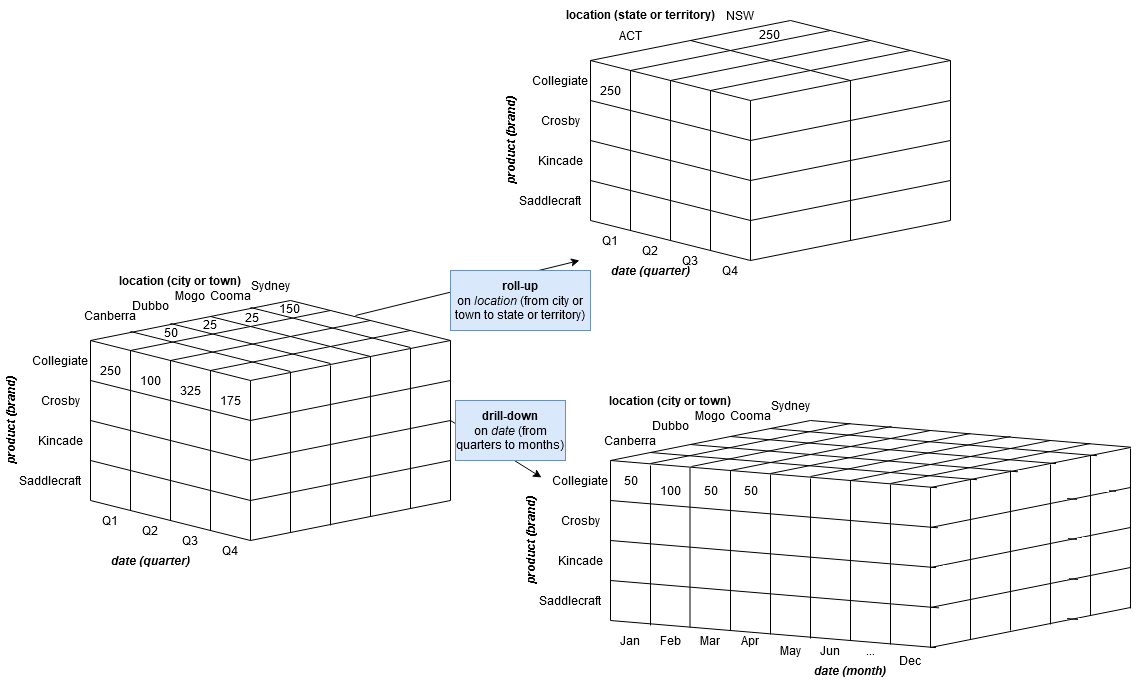 location (state or territory)
NSW
ACT
250
Collegiate
250
Crosby
Kincade
Saddlecraft
product (brand)
Q1
Q2
Q3
Q4
date (quarter)
roll-up
on location (from city or
town to state or territory)
location (city or town)
Sydney
Mogo
Cooma
Dubbo
Canberra
150
25
25
50
Collegiate
250
100
325
175
Crosby
Kincade
Saddlecraft
product (brand)
Q1
Q2
Q3
Q4
date (quarter)
drill-down
on date (from
quarters to months)
location (city or town)
Sydney
Mogo
Cooma
Dubbo
Canberra
Collegiate
50
100
50
50
Crosby
Kincade
Saddlecraft
product (brand)
Jan
Feb
Mar
Apr
May
Jun
...
Dec
date (month)